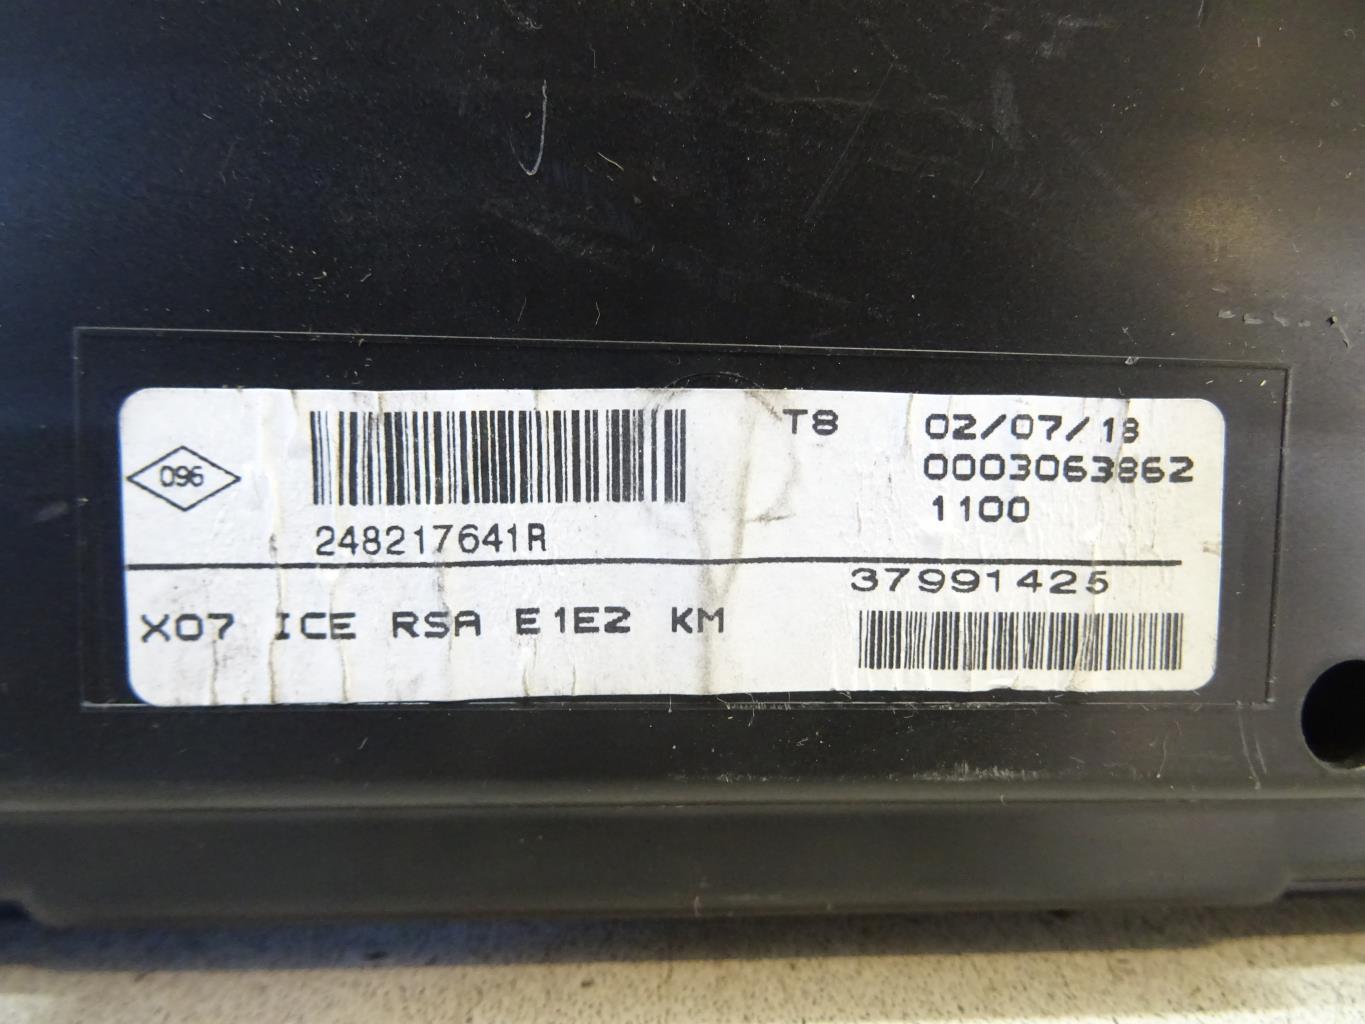 096
248217641R
T8 02/07/18
0003063862
1100
37991425
X07 ICE RSA E1E2 KM